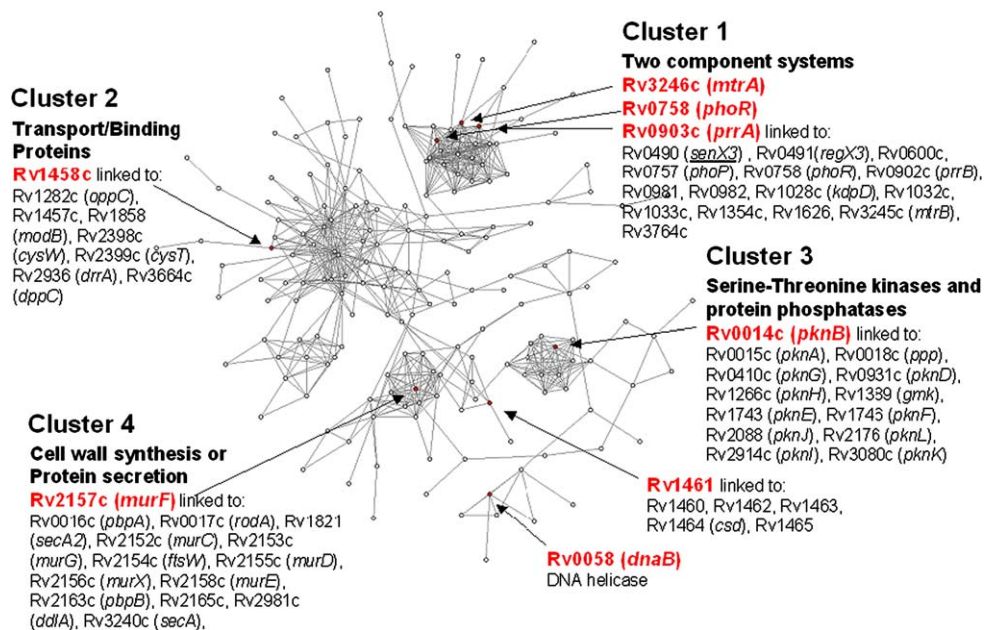 Cluster 1
Two component systems
Rv3246c (mtrA)
Rv0758 (phoR)
Rv0903c (prrA) linked to:
Rv0490 (senX3) , Rv0491(regX3), Rv0600c,
Rv0757 (phoP), Rv0758 (phoR), Rv0902c (prrB)
Rv0981, Rv0982, Rv1028c (kdpD), Rv1032c,
Rv1033c, Rv1354c, Rv1626, Rv3245c (mtrB),
Rv3764c
Cluster 2
Transport/Binding
Proteins
Rv1458c linked to:
Rv1282c (oppC),
Rv1457c, Rv1858
(modB), Rv2398c
(cysW), Rv2399c (cysT),
Rv2936 (drrA), Rv3664c
(dppC)
Cluster 3
Serine-Threonine kinases and
protein phosphatases
Rv0014c (pknB) linked to:
Rv0015c (pknA), Rv0018c (ppp),
Rv0410c (pknG), Rv0931c (pknD),
Rv1266c (pknH), Rv1389 (gmk),
Rv1743 (pknE), Rv1746 (pknF),
Rv2088 (pknJ), Rv2176 (pknL),
Rv2914c (pknI), Rv3080c (pknK)
Cluster 4
Cell wall synthesis or
Protein secretion
Rv2157c (murF) linked to:
Rv0016c (pbpA), Rv0017c (rodA), Rv1821
(secA2), Rv2152c (murC), Rv2153c
(murG), Rv2154c (ftsW), Rv2155c (murD),
Rv2156c (murX), Rv2158c (murE),
Rv2163c (pbpB), Rv2165c, Rv2981c
(ddlA), Rv3240c (secA),
Rv1461 linked to:
Rv1460, Rv1462, Rv1463,
Rv1464 (csd), Rv1465
Rv0058 (dnaB)
DNA helicase